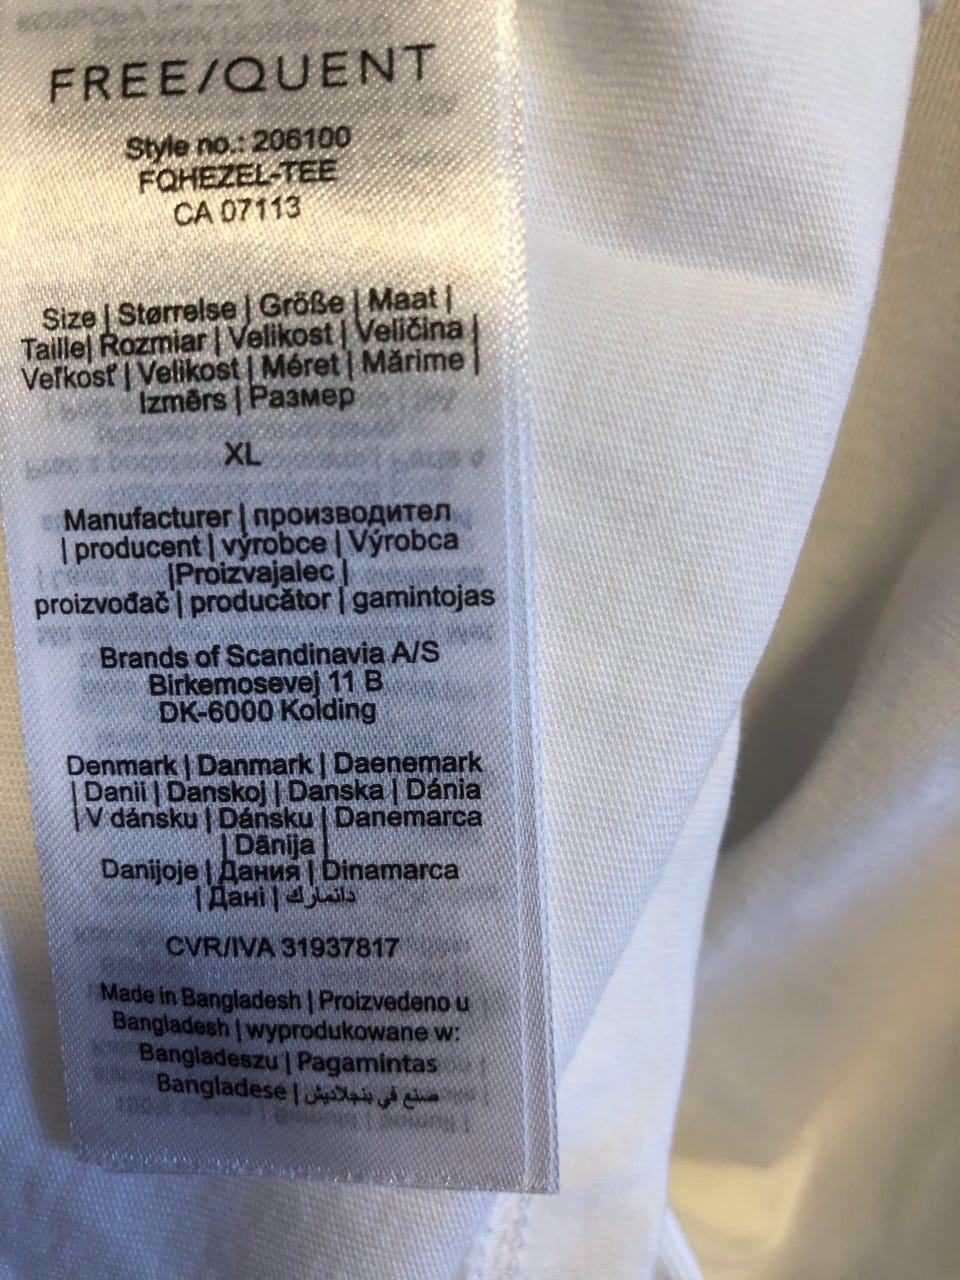 FREE/QUENT
Style no.: 206100
FQHEZEL-TEE
CA 07113
Size | Størrelse | Größe | Maat |
Taille| Rozmiar | Velikost | Veličina |
Veľkosť | Velikost | Méret | Mărime |
Izmērs | Размер
XL
Manufacturer | производител
| producent | výrobce | Výrobca
|Proizvajalec |
proizvođač | producător | gamintojas
Brands of Scandinavia A/S
Birkemosevej 11 B
DK-6000 Kolding
Denmark | Danmark | Daenemark
| Danii | Danskoj | Danska | Dánia
| V dánsku | Dánsku | Danemarca
| Dānija |
Danijoje | Дания | Dinamarca
| Дані | دانمارك
CVR/IVA 31937817
Made in Bangladesh | Proizvedeno u
Bangladesh | wyprodukowane w:
Bangladeszu | Pagamintas
Bangladese | صنع في بنجلاديش